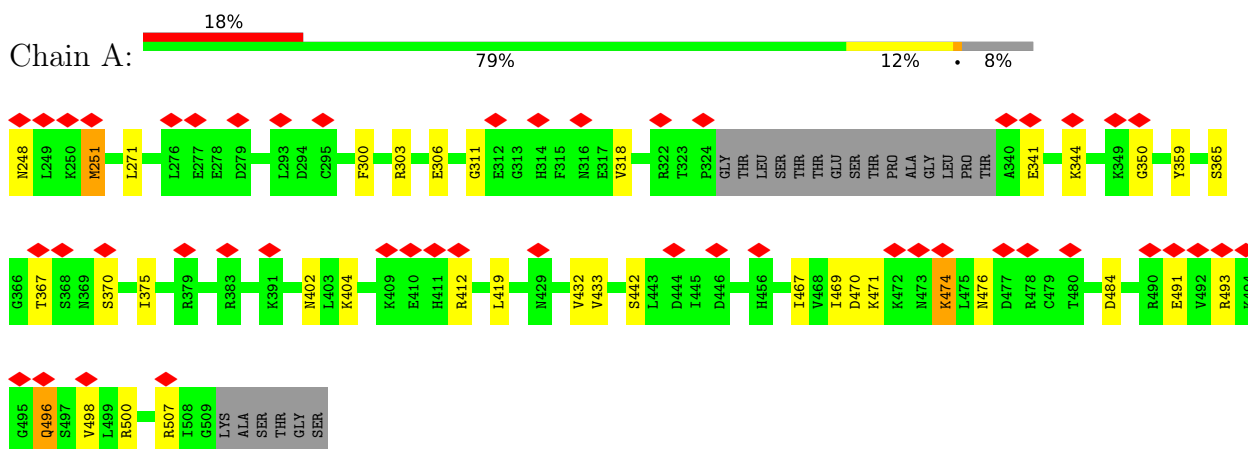 18%
Chain A:
79% 12% • 8%
N248 L249 K250 M251 L271 L276 E277 E278 D279 L293 D294 C295 F300 R303 E306 G311 E312 G313 H314 F315 N316 E317 V318 R322 T323 P324 GLY THR LEU SER THR THR GLU SER THR PRO ALA GLY LEU PRO THR A340 E341 K344 K349 G350 Y359 S365
G366 T367 S368 N369 S370 I375 R379 R383 K391 N402 L403 K404 K409 E410 H411 R412 L419 N429 V432 V433 S442 L443 D444 I445 D446 H456 I467 V468 I469 D470 K471 K472 N473 K474 L475 N476 D477 R478 C479 T480 D484 R490 E491 V492 R493
G495 Q496 S497 V498 L499 R500 R507 I508 G509 LYS ALA SER THR GLY SER